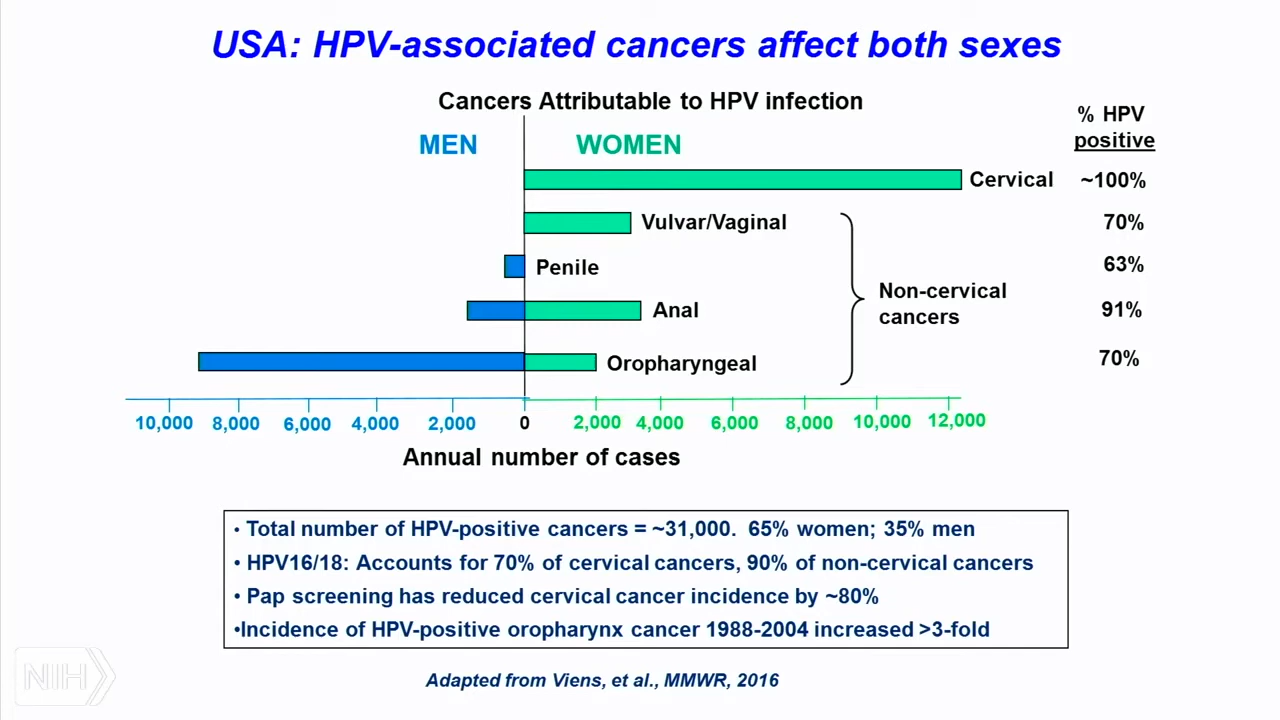 USA: HPV-associated cancers affect both sexes
Cancers Attributable to HPV infection
% HPV
positive
MEN
WOMEN
Cervical
~100%
Vulvar/Vaginal
70%
Penile
63%
Anal
91%
Non-cervical
cancers
Oropharyngeal
70%
10,000 8,000 6,000 4,000 2,000 0 2,000 4,000 6,000 8,000 10,000 12,000
Annual number of cases
• Total number of HPV-positive cancers = ~31,000. 65% women; 35% men
• HPV16/18: Accounts for 70% of cervical cancers, 90% of non-cervical cancers
• Pap screening has reduced cervical cancer incidence by ~80%
•Incidence of HPV-positive oropharynx cancer 1988-2004 increased >3-fold
NIH
Adapted from Viens, et al., MMWR, 2016